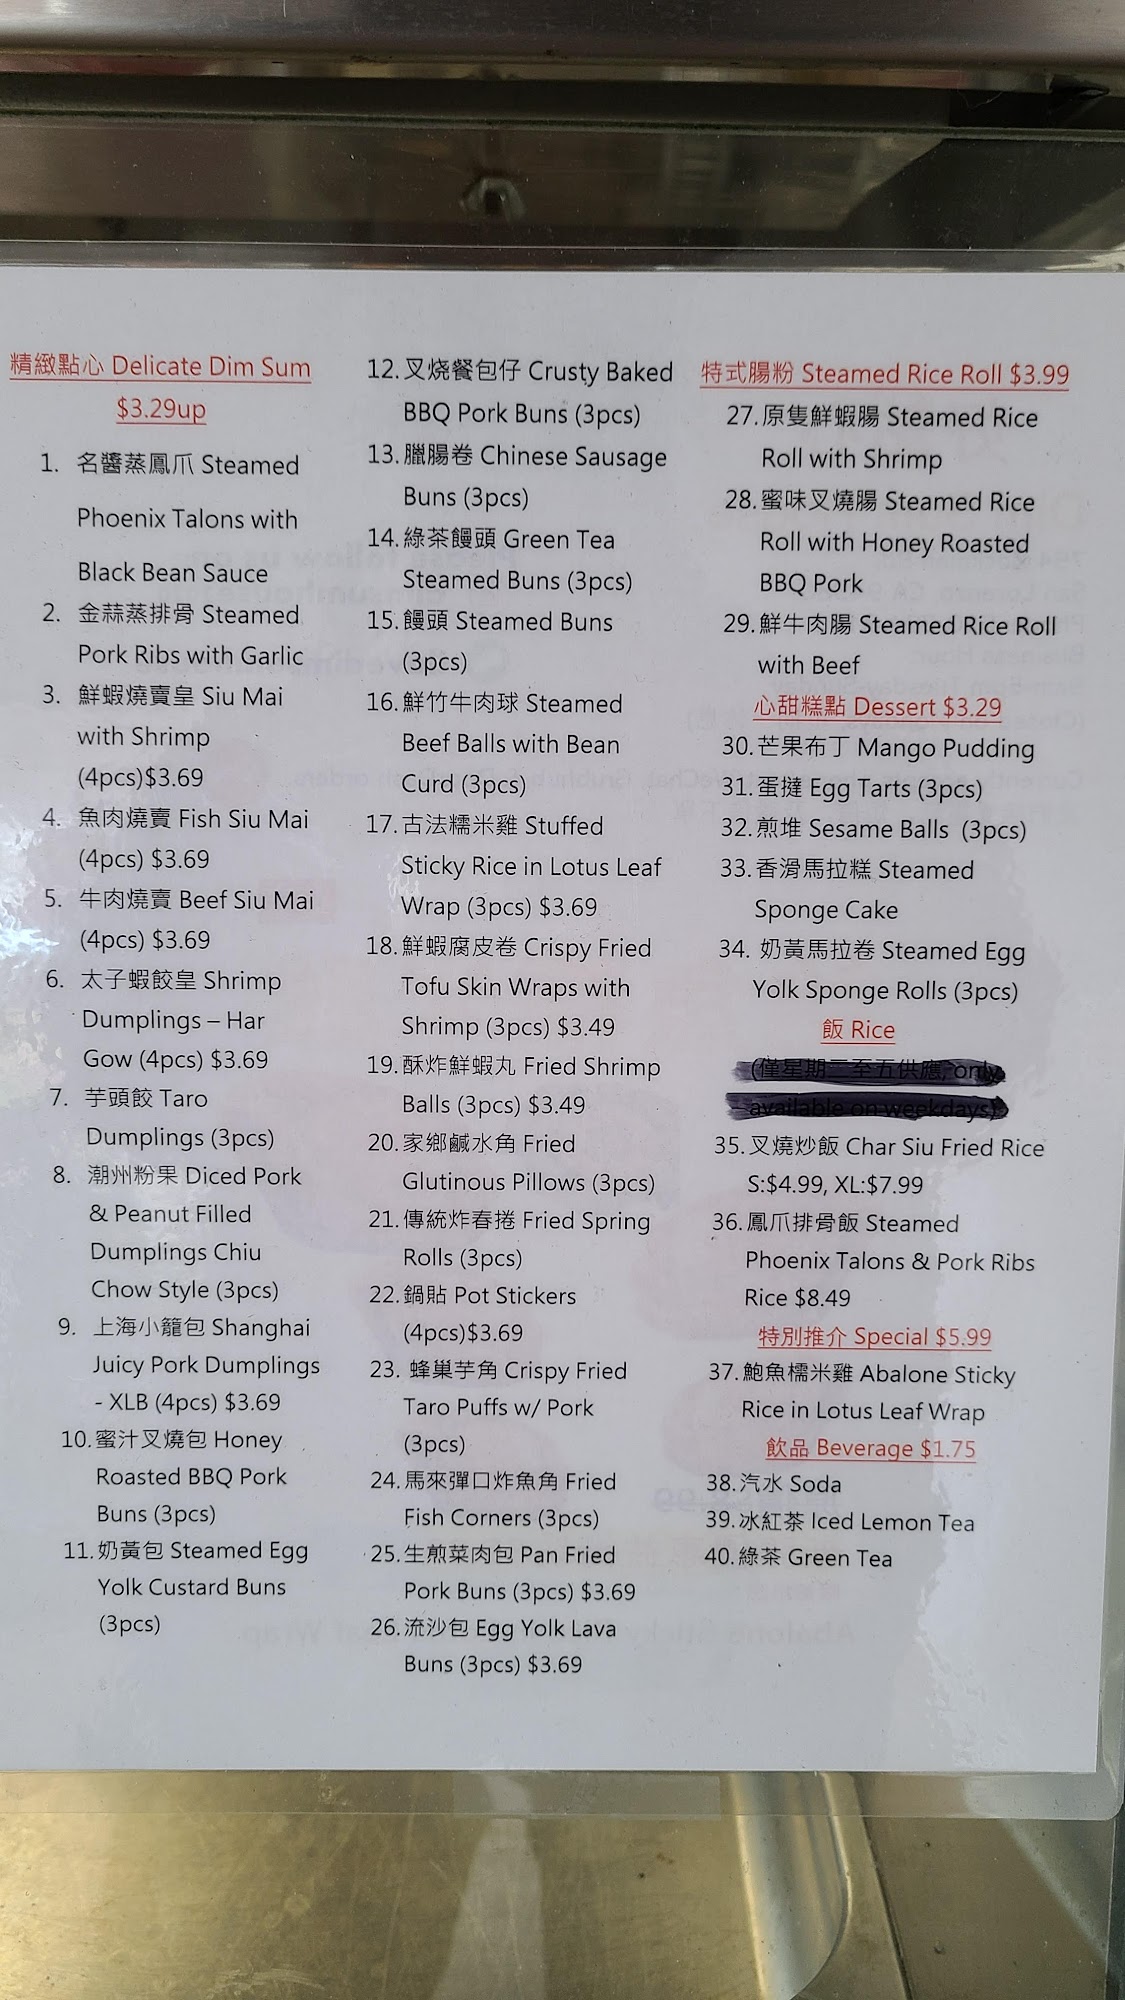 精緻點心 Delicate Dim Sum
$3.29up
1. 名醬蒸鳳爪 Steamed
Phoenix Talons with
Black Bean Sauce
2. 金蒜蒸排骨 Steamed
Pork Ribs with Garlic
3. 鮮蝦燒賣皇 Siu Mai
with Shrimp
(4pcs)$3.69
4. 魚肉燒賣 Fish Siu Mai
(4pcs) $3.69
5. 牛肉燒賣 Beef Siu Mai
(4pcs) $3.69
6. 太子蝦餃皇 Shrimp
Dumplings – Har
Gow (4pcs) $3.69
7. 芋頭餃 Taro
Dumplings (3pcs)
8. 潮州粉果 Diced Pork
& Peanut Filled
Dumplings Chiu
Chow Style (3pcs)
9. 上海小籠包 Shanghai
Juicy Pork Dumplings
- XLB (4pcs) $3.69
10.蜜汁叉燒包 Honey
Roasted BBQ Pork
Buns (3pcs)
11.奶黃包 Steamed Egg
Yolk Custard Buns
(3pcs)
12.叉烧餐包仔 Crusty Baked
BBQ Pork Buns (3pcs)
13.臘腸卷 Chinese Sausage
Buns (3pcs)
14.綠茶饅頭 Green Tea
Steamed Buns (3pcs)
15.饅頭 Steamed Buns
(3pcs)
16.鮮竹牛肉球 Steamed
Beef Balls with Bean
Curd (3pcs)
17.古法糯米雞 Stuffed
Sticky Rice in Lotus Leaf
Wrap (3pcs) $3.69
18.鮮蝦腐皮卷 Crispy Fried
Tofu Skin Wraps with
Shrimp (3pcs) $3.49
19.酥炸鮮蝦丸 Fried Shrimp
Balls (3pcs) $3.49
20.家鄉鹹水角 Fried
Glutinous Pillows (3pcs)
21.傳統炸春捲 Fried Spring
Rolls (3pcs)
22.鍋貼 Pot Stickers
(4pcs)$3.69
23. 蜂巢芋角 Crispy Fried
Taro Puffs w/ Pork
(3pcs)
24.馬來彈口炸魚角 Fried
Fish Corners (3pcs)
25.生煎菜肉包 Pan Fried
Pork Buns (3pcs) $3.69
26.流沙包 Egg Yolk Lava
Buns (3pcs) $3.69
特式腸粉 Steamed Rice Roll $3.99
27.原隻鮮蝦腸 Steamed Rice
Roll with Shrimp
28.蜜味叉燒腸 Steamed Rice
Roll with Honey Roasted
BBQ Pork
29.鮮牛肉腸 Steamed Rice Roll
with Beef
心甜糕點 Dessert $3.29
30.芒果布丁 Mango Pudding
31.蛋撻 Egg Tarts (3pcs)
32.煎堆 Sesame Balls (3pcs)
33.香滑馬拉糕 Steamed
Sponge Cake
34. 奶黃馬拉卷 Steamed Egg
Yolk Sponge Rolls (3pcs)
飯 Rice
(僅星期二至五供應, only
available on weekdays)
35.叉燒炒飯 Char Siu Fried Rice
S:$4.99, XL:$7.99
36.鳳爪排骨飯 Steamed
Phoenix Talons & Pork Ribs
Rice $8.49
特別推介 Special $5.99
37.鮑魚糯米雞 Abalone Sticky
Rice in Lotus Leaf Wrap
飲品 Beverage $1.75
38.汽水 Soda
39.冰紅茶 Iced Lemon Tea
40.綠茶 Green Tea